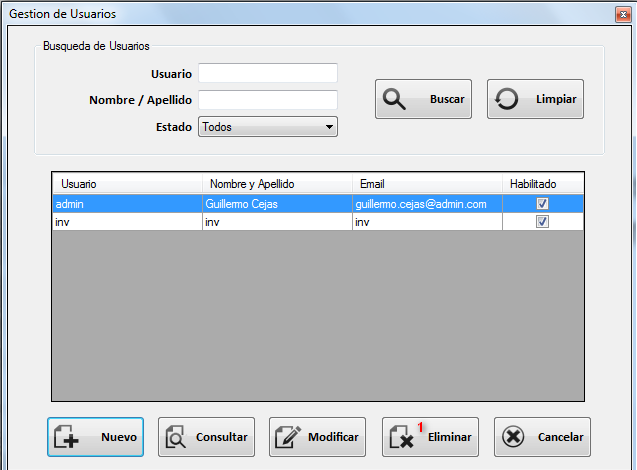 Gestion de Usuarios
Busqueda de Usuarios
Usuario
Nombre / Apellido
Estado Todos
Buscar Limpiar
Usuario Nombre y Apellido Email Habilitado
admin Guillermo Cejas guillermo.cejas@admin.com
inv inv inv
Nuevo Consultar Modificar 1 Eliminar Cancelar